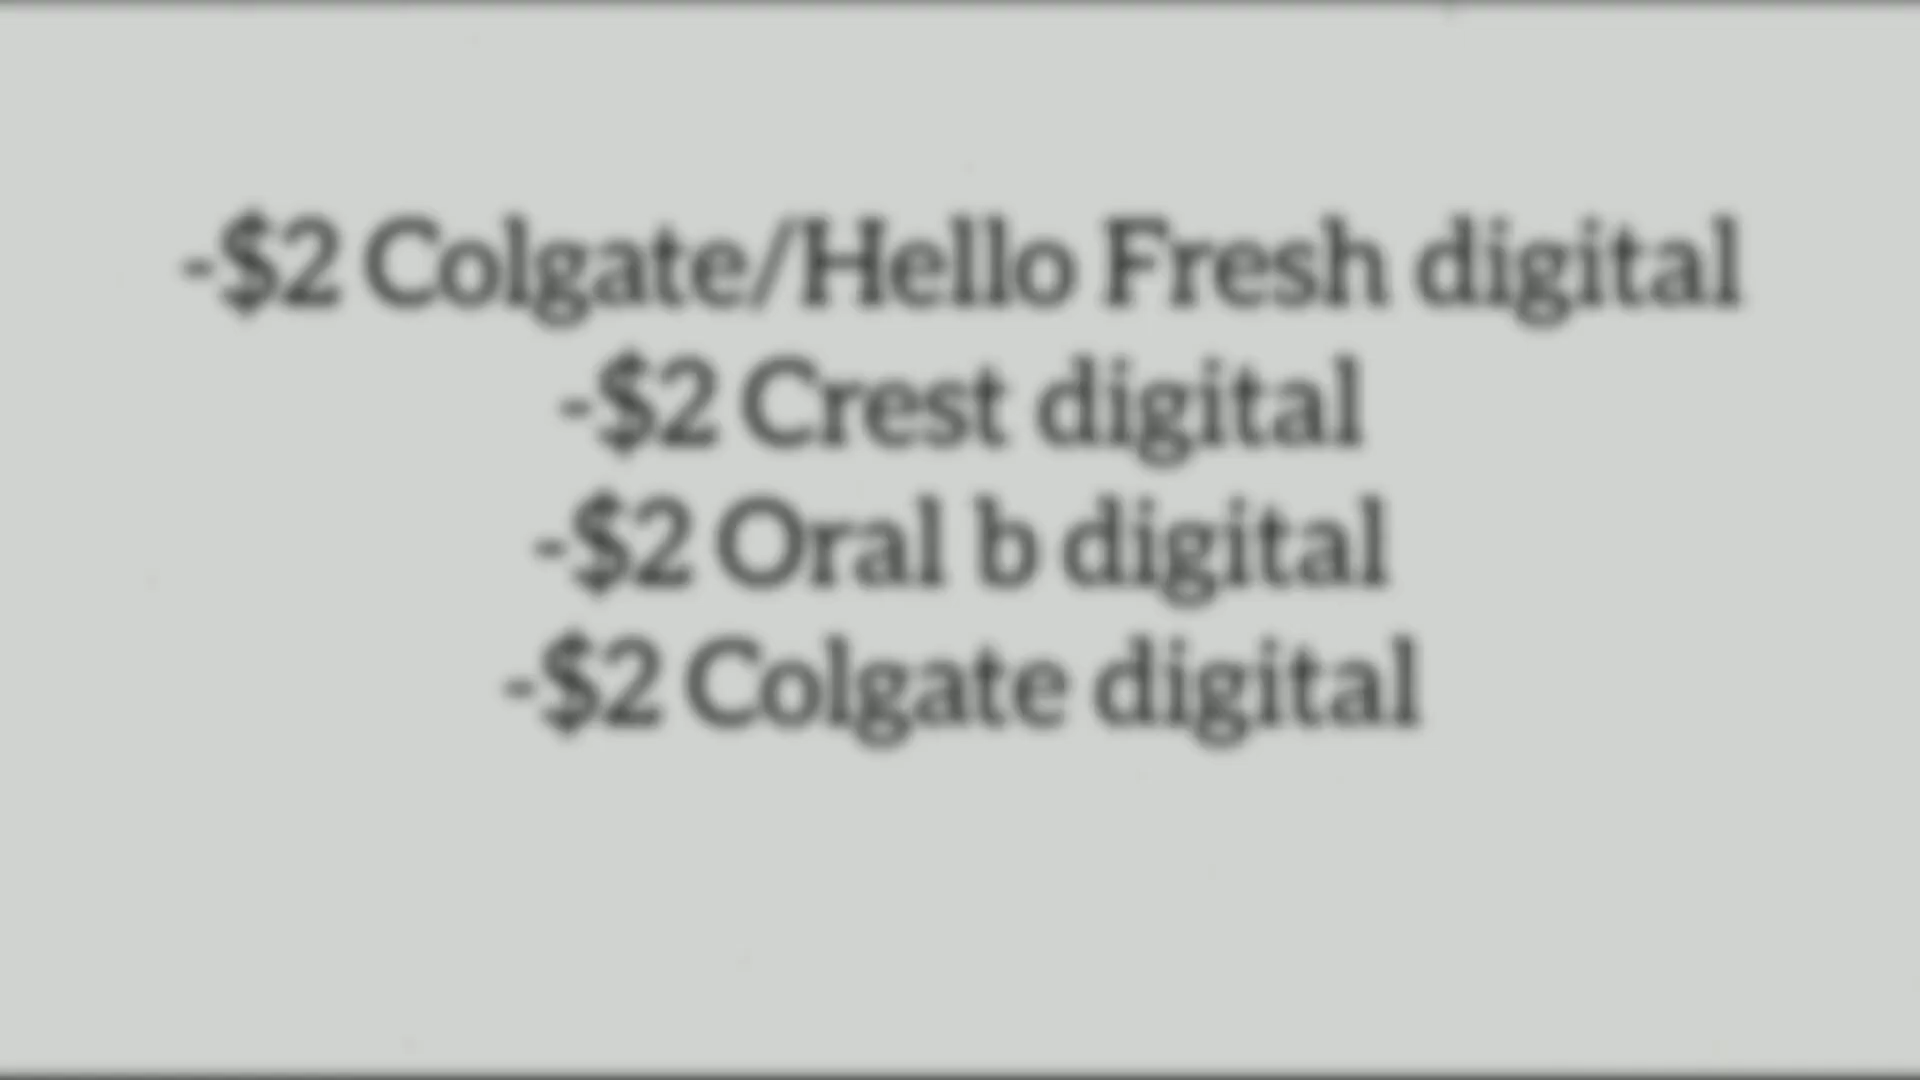 -$2 Colgate/Hello Fresh digital
-$2 Crest digital
-$2 Oral b digital
-$2 Colgate digital